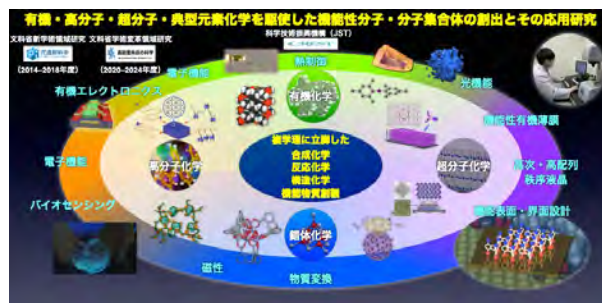 有機・高分子・超分子・典型元素化学を駆使した機能性分子・分子集合体の創出とその応用研究
文科省新学術領域研究
文科省学術変革領域研究
科学技術振興機構（JST）
(2014–2018年度)
(2020–2024年度)
電子機能
熱制御
光機能
有機エレクトロニクス
有機化学
機能性有機薄膜
電子機能
高分子化学
複学理に立脚した
合成化学
反応化学
構造化学
機能物質創製
超分子化学
高次・高配列
秩序液晶
バイオセンシング
錯体化学
機能表面・界面設計
磁性
物質変換